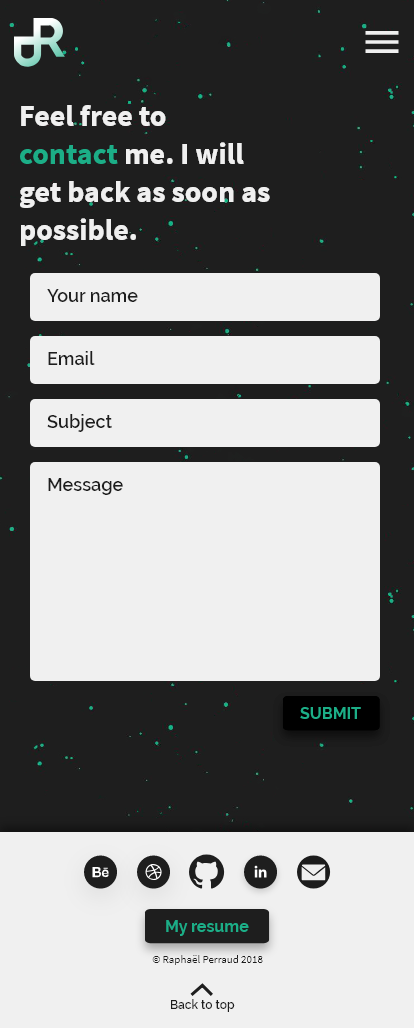 JR
Feel free to
contact me. I will
get back as soon as
possible.
Your name
Email
Subject
Message
SUBMIT
Bē
in
My resume
© Raphaël Perraud 2018
Back to top